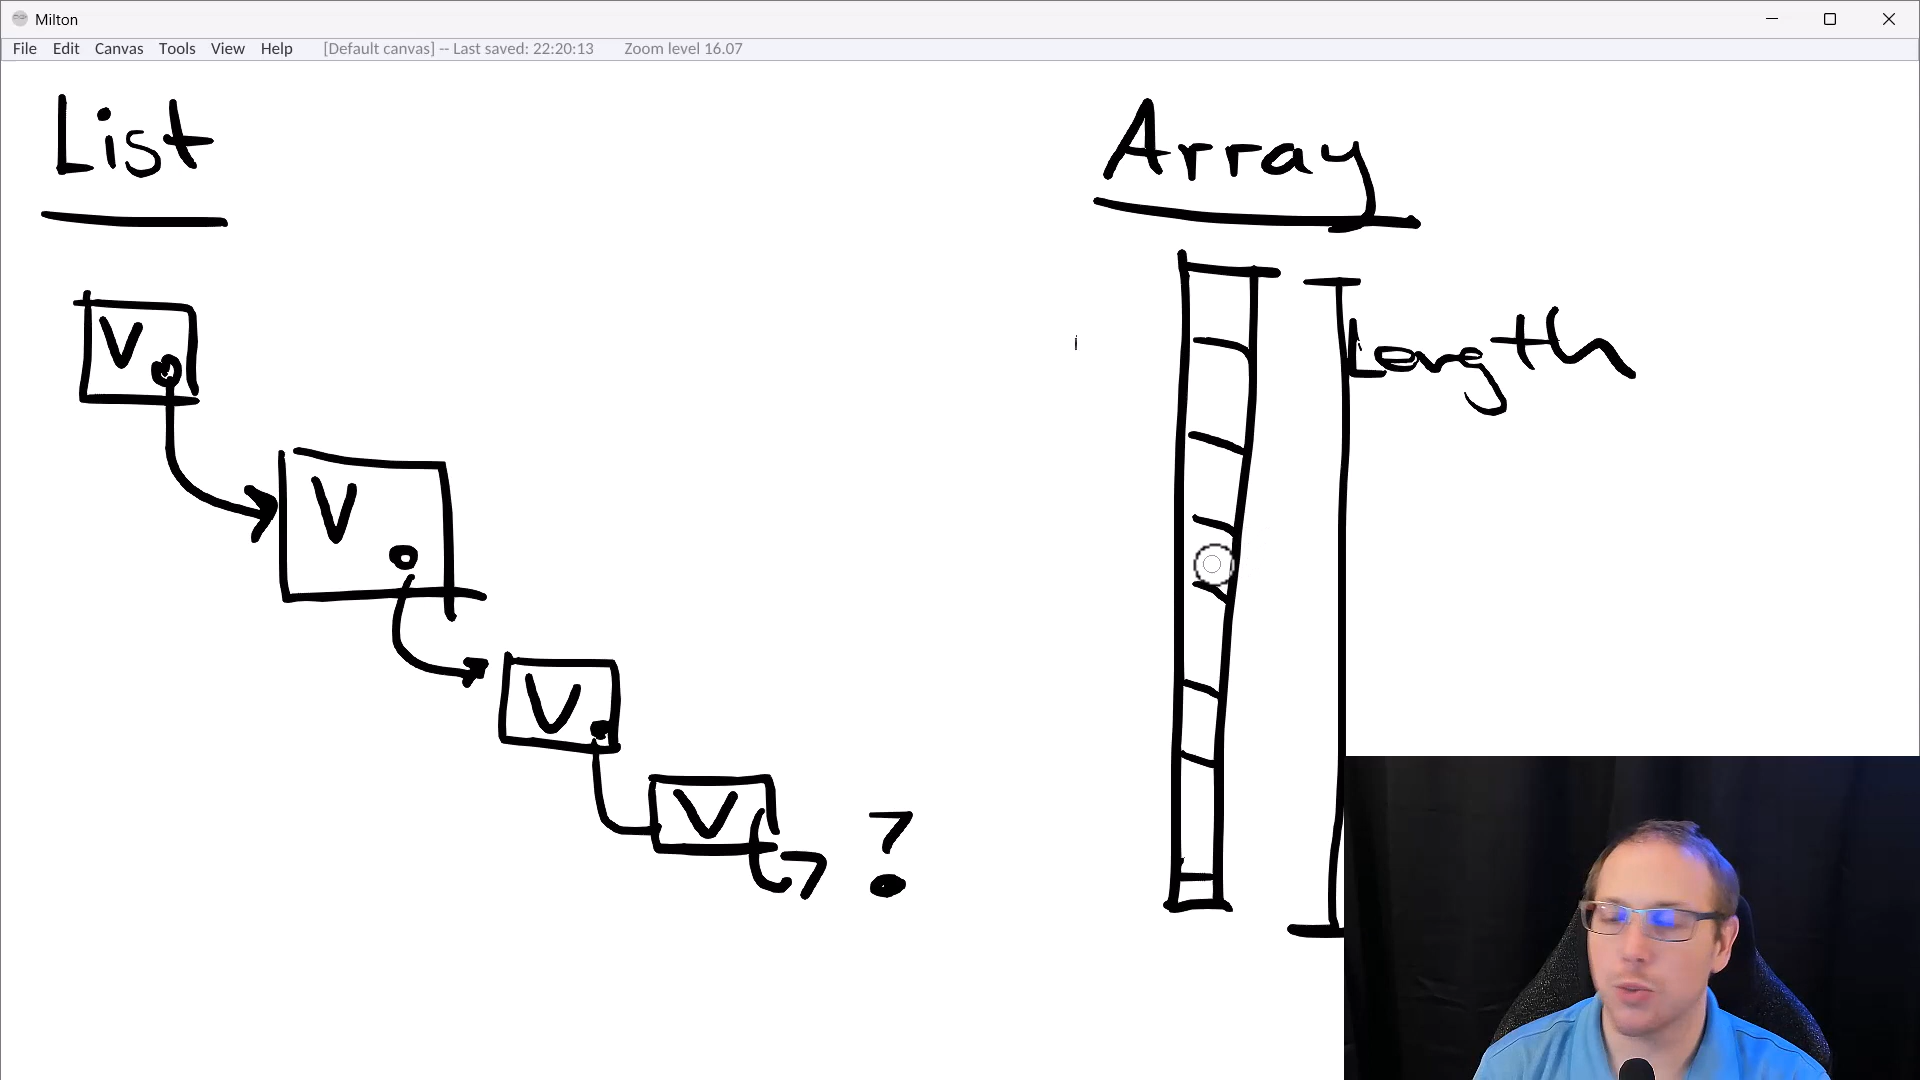 Milton
File Edit Canvas Tools View Help [Default canvas] -- Last saved: 22:20:13 Zoom level 16.07
List
Array
Length
V
V
V
V
?